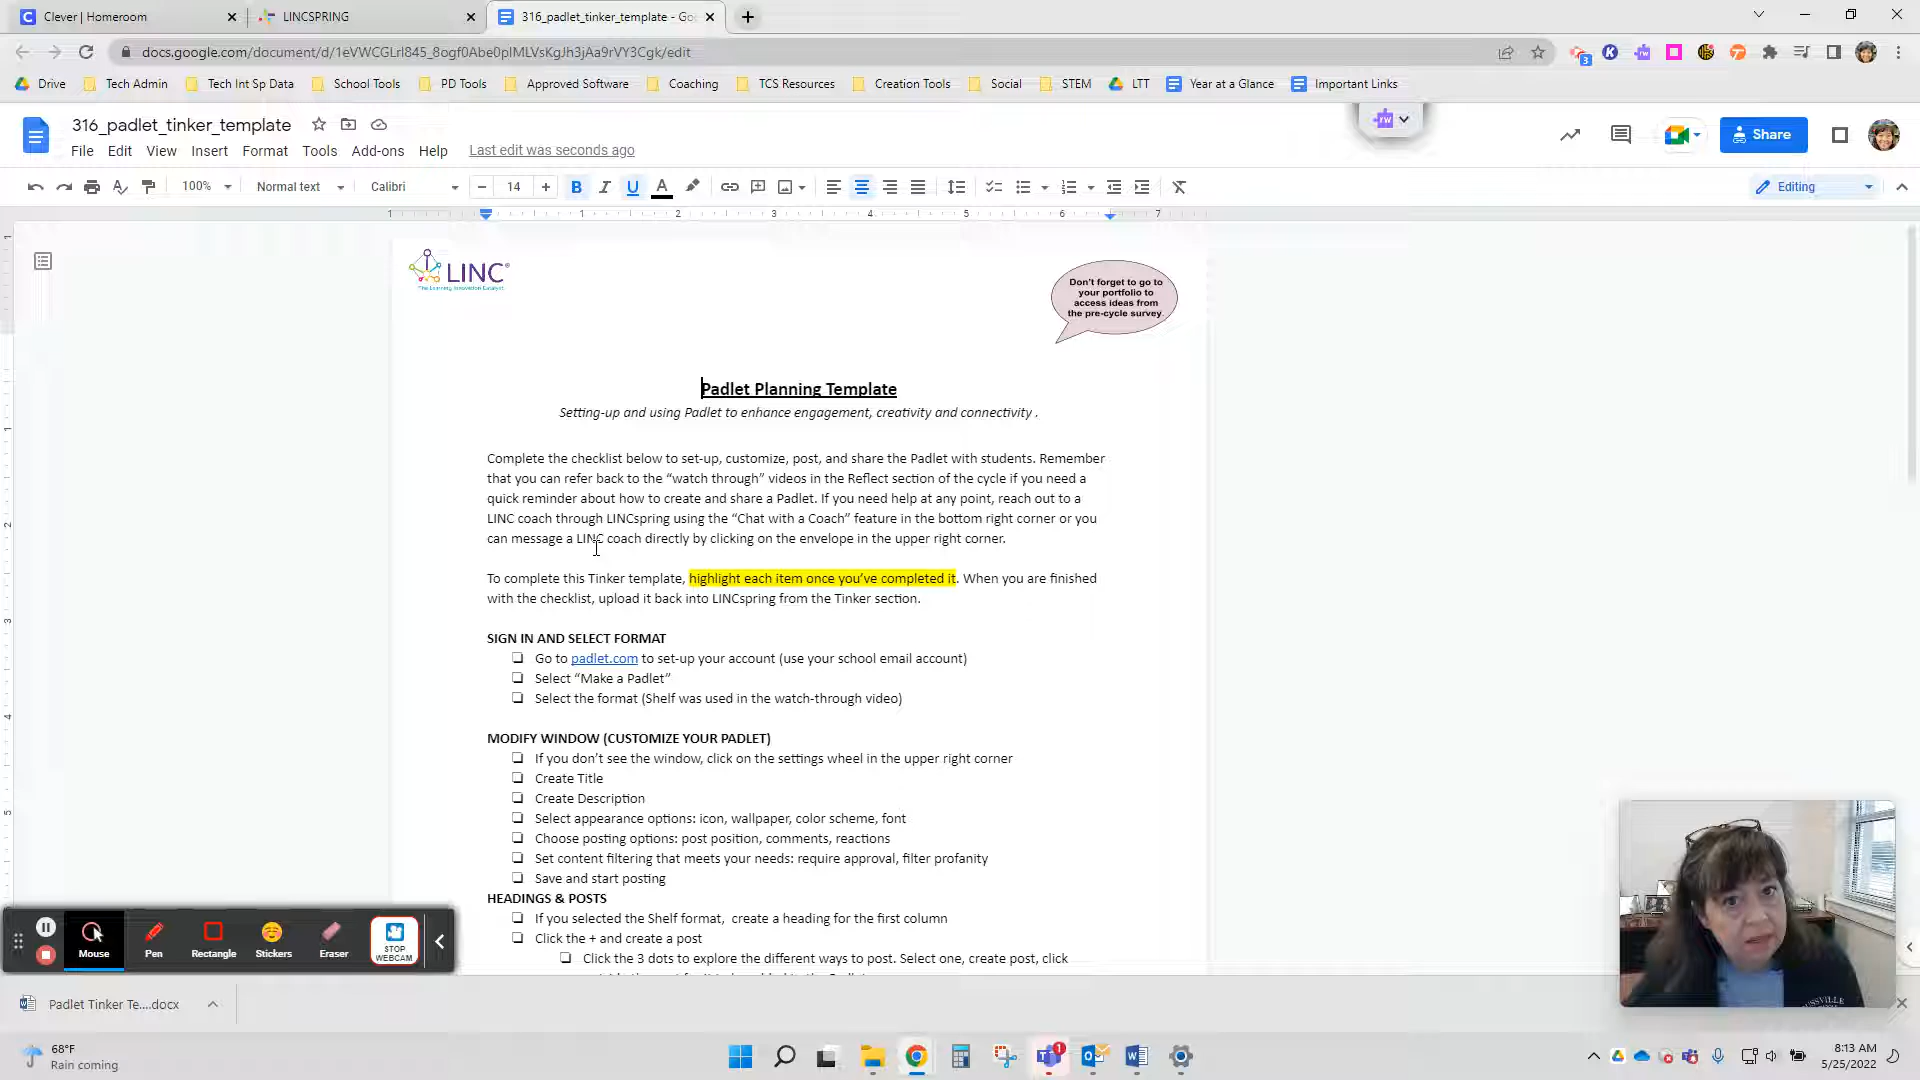 Clever | Homeroom
LINCSPRING
316_padlet_tinker_template - Go
docs.google.com/document/d/1eVWCGLrl845_8ogf0Abe0plMLVsKgJh3jAa9rVY3Cgk/edit
3
Drive
Tech Admin
Tech Int Sp Data
School Tools
PD Tools
Approved Software
Coaching
TCS Resources
Creation Tools
Social
STEM
LTT
Year at a Glance
Important Links
316_padlet_tinker_template
rw
Share
File Edit View Insert Format Tools Add-ons Help Last edit was seconds ago
100% Normal text Calibri 14 B I U A Editing
1 1 2 3 4 5 6 7
LINC®
The Learning Innovation Catalyst
Don't forget to go to
your portfolio to
access ideas from
the pre-cycle survey.
Padlet Planning Template
Setting-up and using Padlet to enhance engagement, creativity and connectivity .
Complete the checklist below to set-up, customize, post, and share the Padlet with students. Remember
that you can refer back to the “watch through” videos in the Reflect section of the cycle if you need a
quick reminder about how to create and share a Padlet. If you need help at any point, reach out to a
LINC coach through LINCspring using the “Chat with a Coach” feature in the bottom right corner or you
can message a LINC coach directly by clicking on the envelope in the upper right corner.
To complete this Tinker template, highlight each item once you’ve completed it. When you are finished
with the checklist, upload it back into LINCspring from the Tinker section.
SIGN IN AND SELECT FORMAT
Go to padlet.com to set-up your account (use your school email account)
Select “Make a Padlet”
Select the format (Shelf was used in the watch-through video)
MODIFY WINDOW (CUSTOMIZE YOUR PADLET)
If you don’t see the window, click on the settings wheel in the upper right corner
Create Title
Create Description
Select appearance options: icon, wallpaper, color scheme, font
Choose posting options: post position, comments, reactions
Set content filtering that meets your needs: require approval, filter profanity
Save and start posting
HEADINGS & POSTS
If you selected the Shelf format, create a heading for the first column
Click the + and create a post
Click the 3 dots to explore the different ways to post. Select one, create post, click
Mouse
Pen
Rectangle
Stickers
Eraser
STOP
WEBCAM
Padlet Tinker Te....docx
68°F
Rain coming
1
8:13 AM
5/25/2022